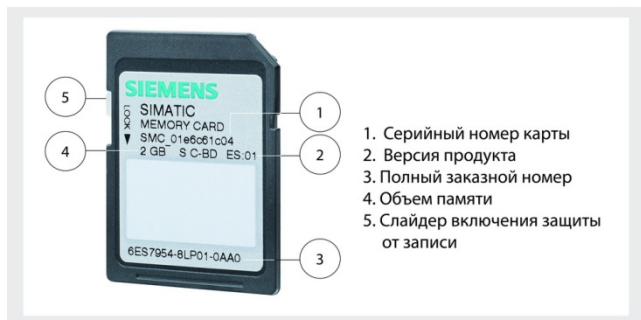 SIEMENS
SIMATIC
MEMORY CARD
SMC_01e6c61c04
2 GB S C-BD ES:01
LOCK
6ES7954-8LP01-0AA0
5
4
1
2
3
1. Серийный номер карты
2. Версия продукта
3. Полный заказной номер
4. Объем памяти
5. Слайдер включения защиты
от записи